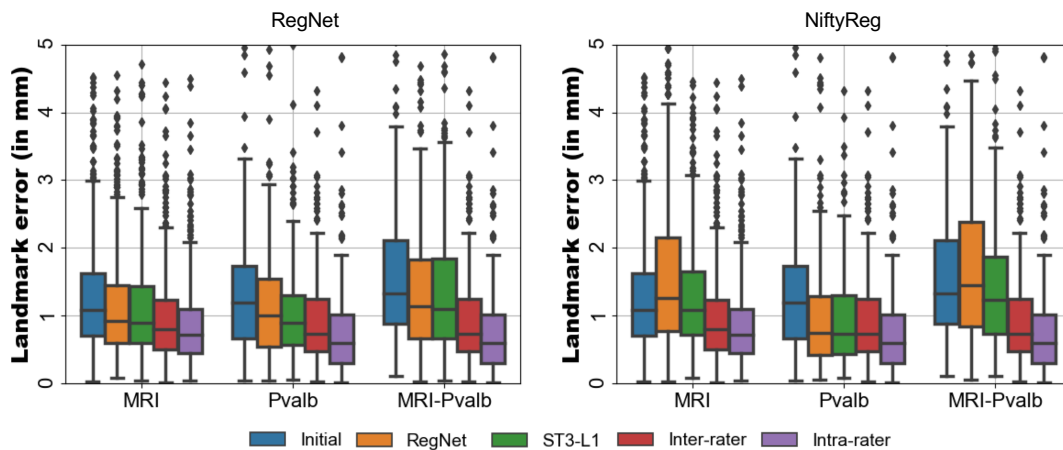 RegNet
NiftyReg
Landmark error (in mm)
5
4
3
2
1
0
MRI
Pvalb
MRI-Pvalb
Landmark error (in mm)
5
4
3
2
1
0
MRI
Pvalb
MRI-Pvalb
Initial
RegNet
ST3-L1
Inter-rater
Intra-rater